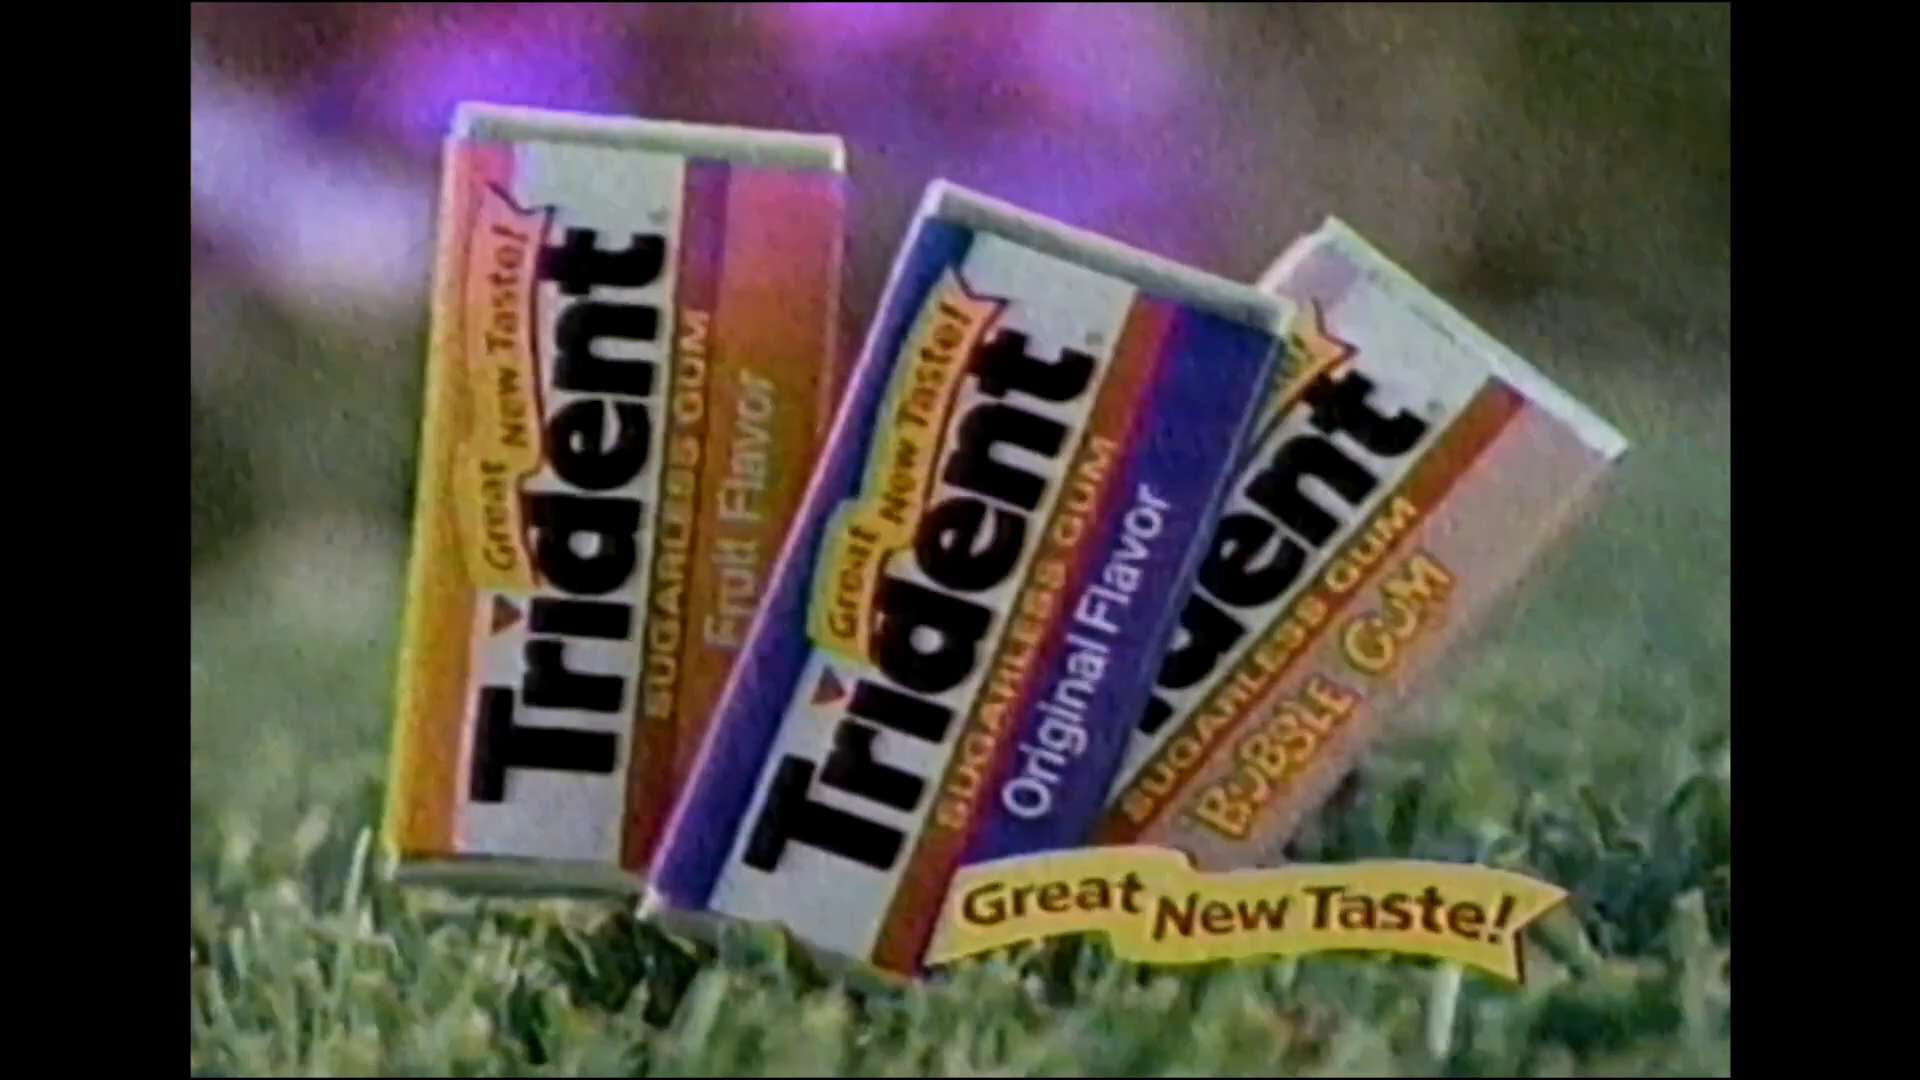 Great New Taste!
Trident
SUGARLESS GUM
Fruit Flavor
Great New Taste!
Trident
SUGARLESS GUM
Original Flavor
ident
SUGARLESS GUM
BUBBLE GUM
Great New Taste!